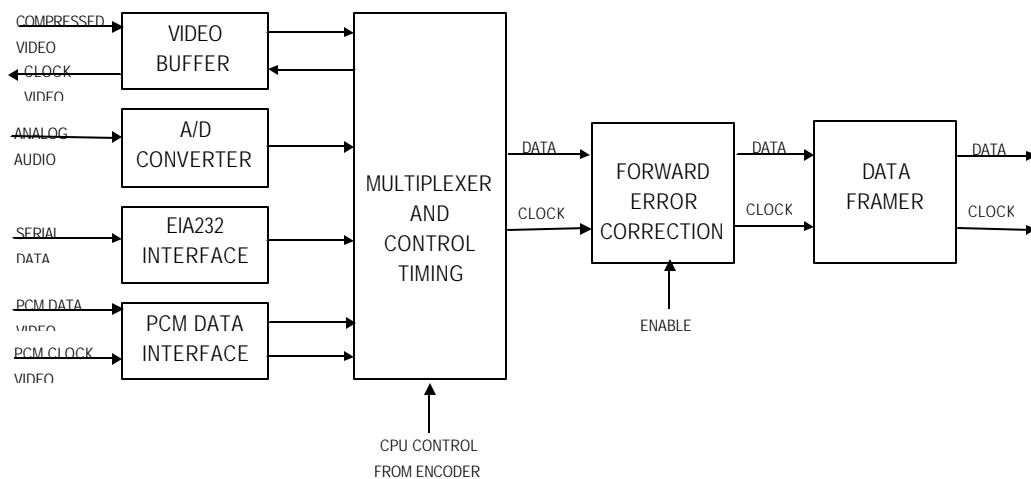 COMPRESSED
VIDEO
CLOCK
VIDEO
ANALOG
AUDIO
SERIAL
DATA
PCM DATA
VIDEO
PCM CLOCK
VIDEO
VIDEO
BUFFER
A/D
CONVERTER
EIA232
INTERFACE
PCM DATA
INTERFACE
MULTIPLEXER
AND
CONTROL
TIMING
CPU CONTROL
FROM ENCODER
DATA
CLOCK
FORWARD
ERROR
CORRECTION
ENABLE
DATA
CLOCK
DATA
FRAMER
DATA
CLOCK